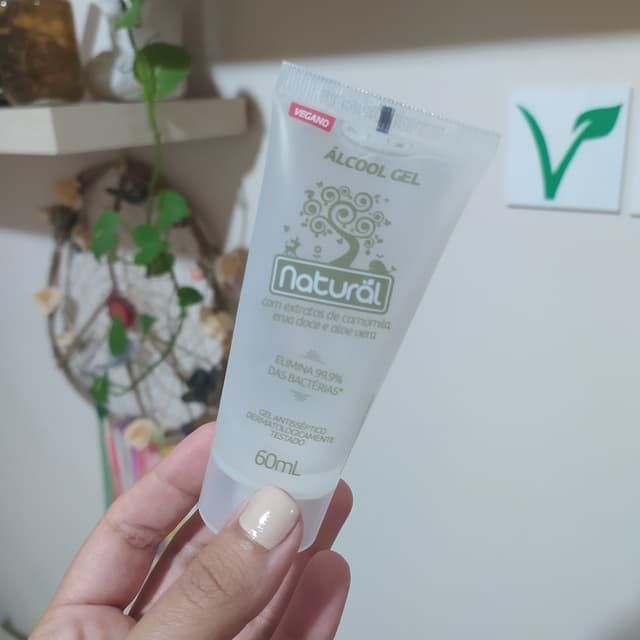 VEGANO
ÁLCOOL GEL
Naturäl
com extratos de camomila,
erva doce e aloe vera
ELIMINA 99,9%
DAS BACTÉRIAS*
GEL ANTISSÉPTICO
DERMATOLOGICAMENTE
TESTADO
60mL